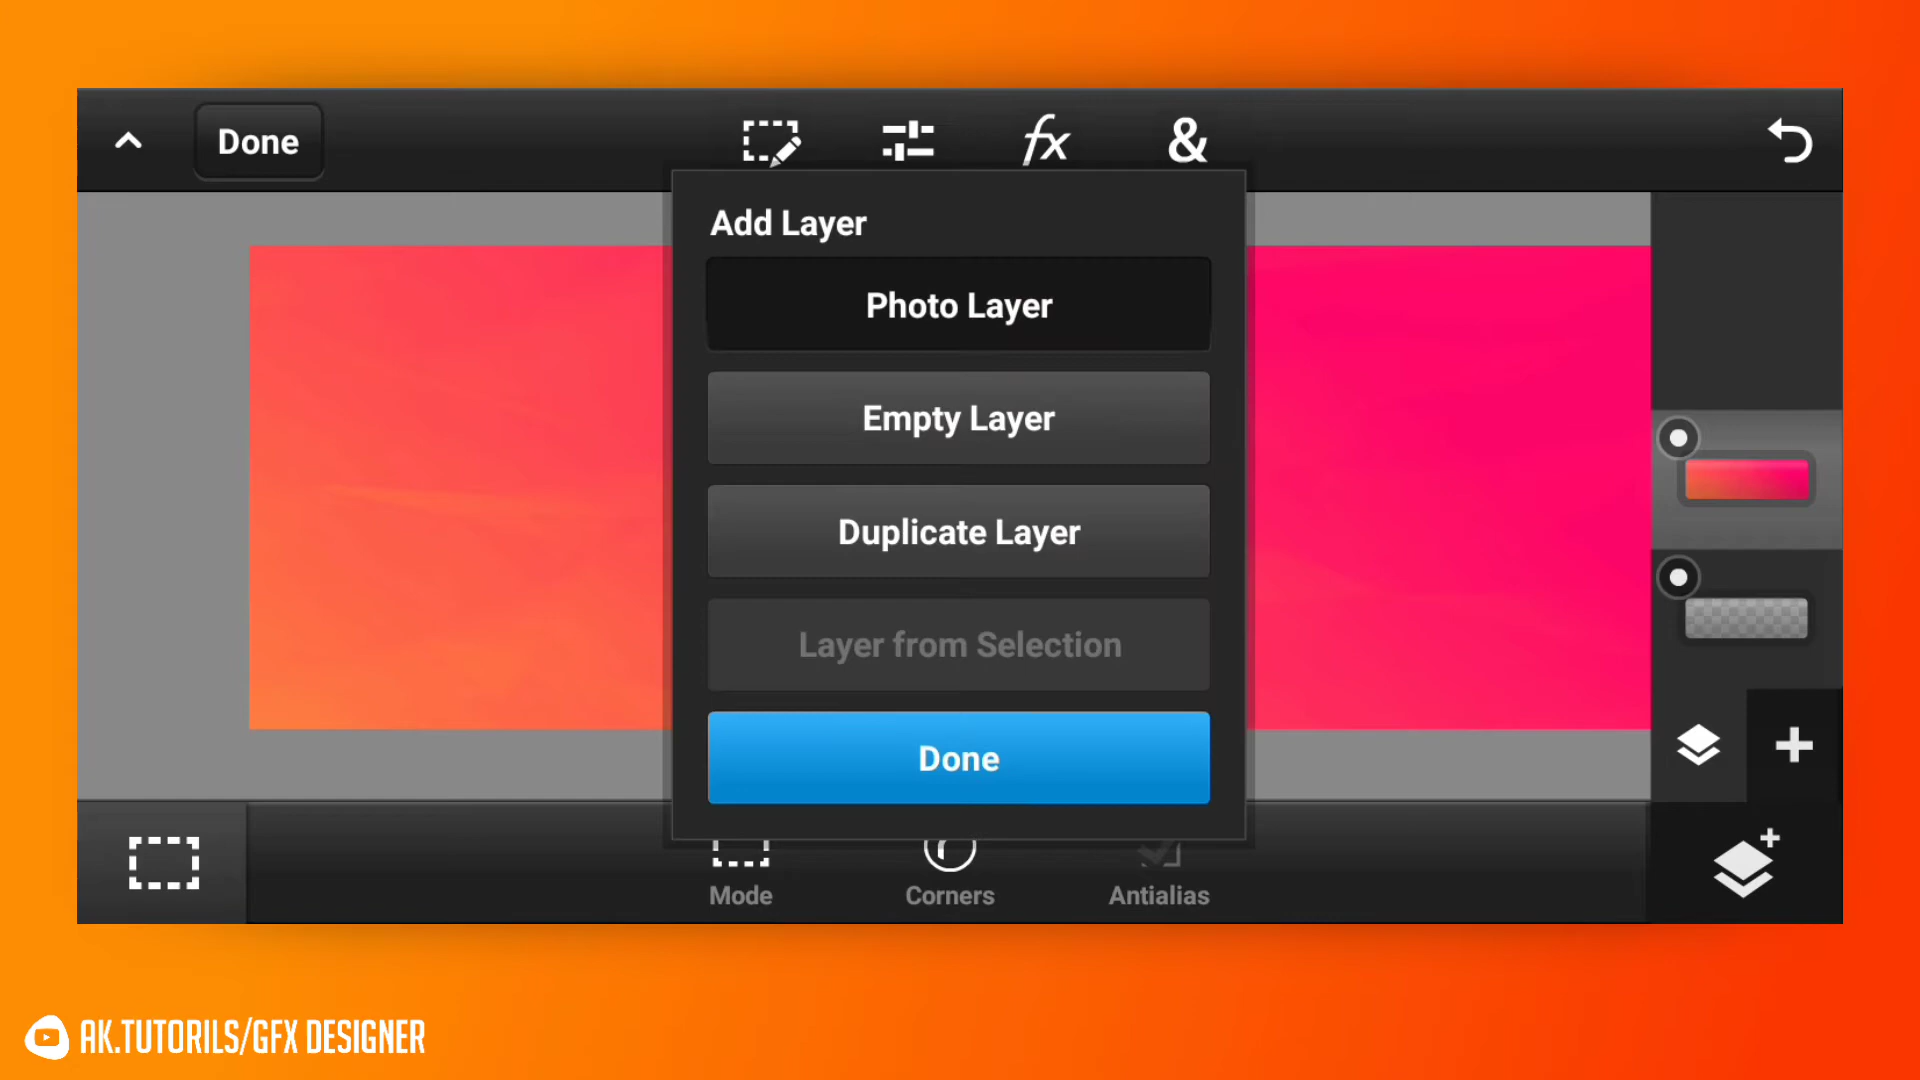 Done
fx
&
Add Layer
Photo Layer
Empty Layer
Duplicate Layer
Layer from Selection
Done
Mode
Corners
Antialias
AK.TUTORILS/GFX DESIGNER